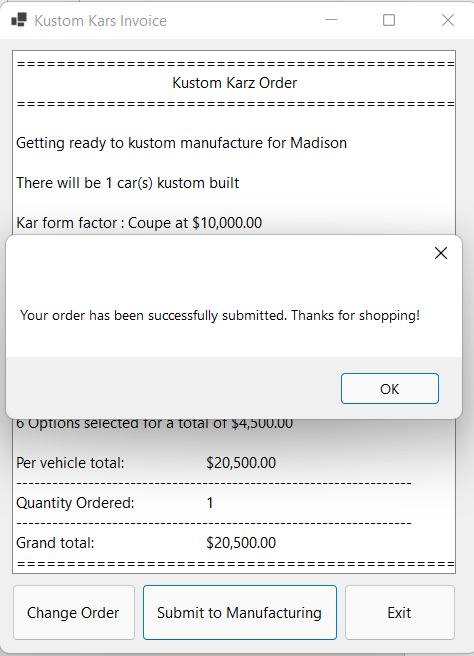 Kustom Kars Invoice
==============================================
Kustom Karz Order
==============================================
Getting ready to kustom manufacture for Madison
There will be 1 car(s) kustom built
Kar form factor : Coupe at $10,000.00
Your order has been successfully submitted. Thanks for shopping!
OK
6 Options selected for a total of $4,500.00
Per vehicle total: $20,500.00
------------------------------------------------------------------------
Quantity Ordered: 1
------------------------------------------------------------------------
Grand total: $20,500.00
==============================================
Change Order
Submit to Manufacturing
Exit